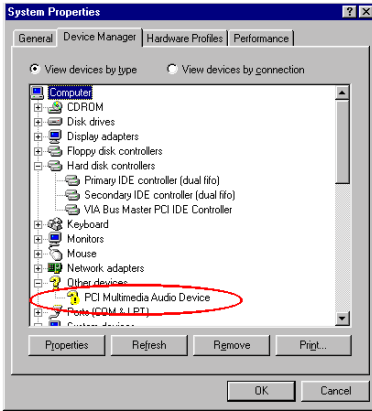 System Properties
General Device Manager Hardware Profiles Performance
View devices by type View devices by connection
Computer
CDROM
Disk drives
Display adapters
Floppy disk controllers
Hard disk controllers
Primary IDE controller (dual fifo)
Secondary IDE controller (dual fifo)
VIA Bus Master PCI IDE Controller
Keyboard
Monitors
Mouse
Network adapters
Other devices
PCI Multimedia Audio Device
Ports (COM & LPT)
System devices
Properties Refresh Remove Print...
OK Cancel